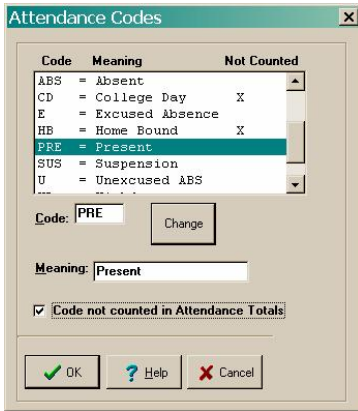 Attendance Codes
Code Meaning Not Counted
ABS = Absent
CD = College Day X
E = Excused Absence
HB = Home Bound X
PRE = Present
SUS = Suspension
U = Unexcused ABS
Code: PRE
Change
Meaning: Present
Code not counted in Attendance Totals
OK
? Help
Cancel